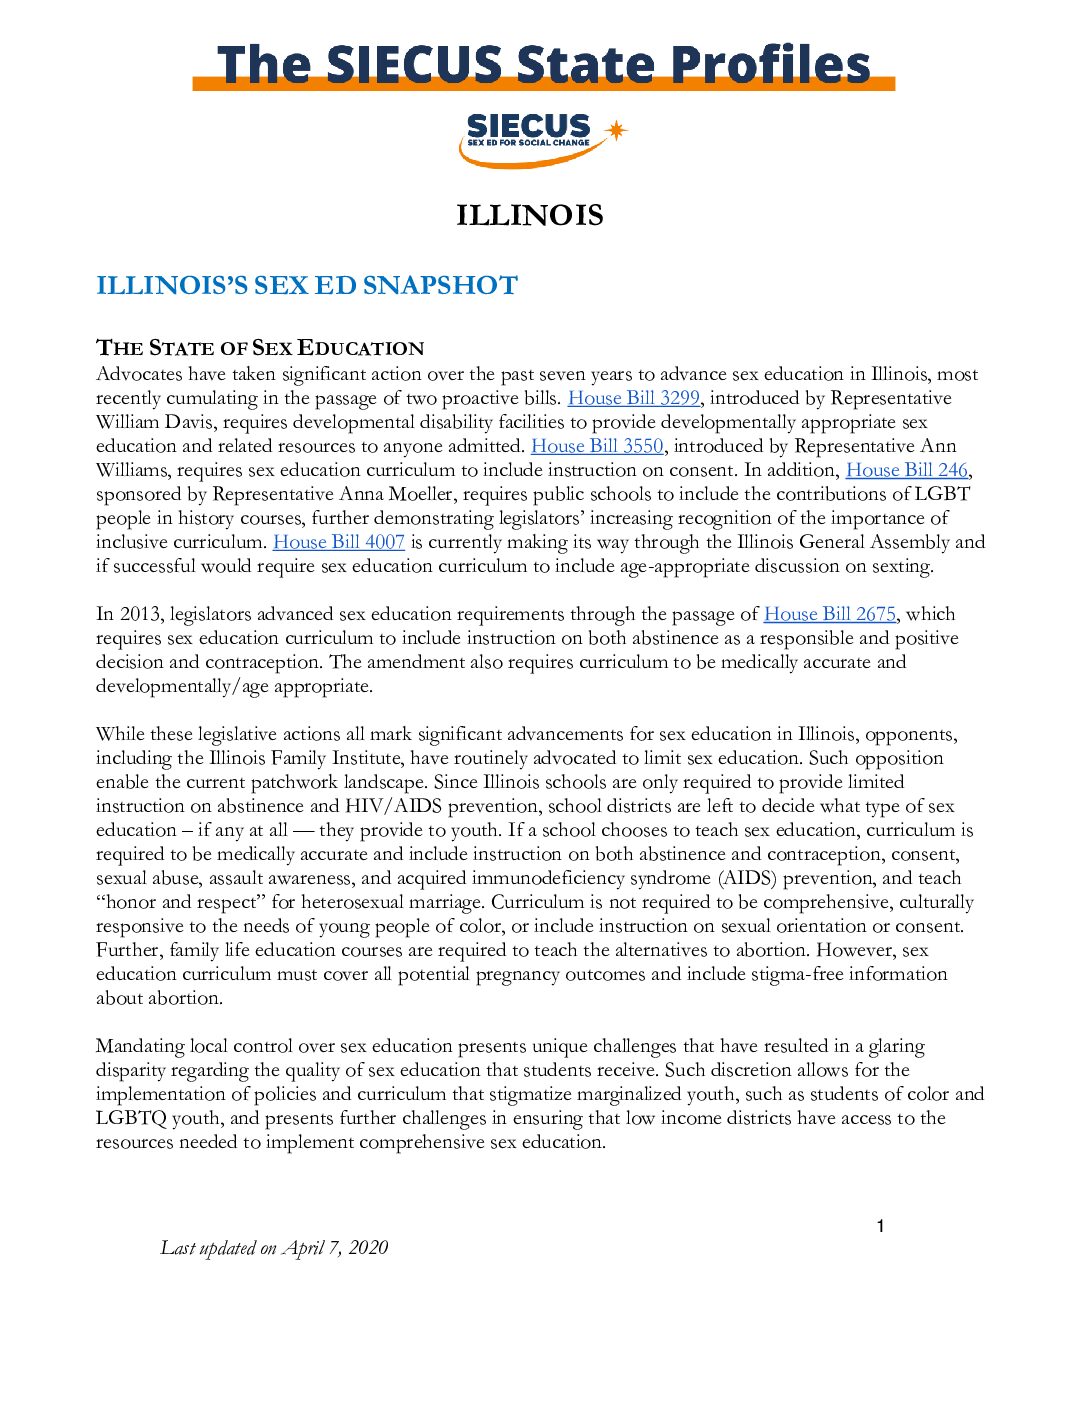 The SIECUS State Profiles
SIECUS
SEX ED FOR SOCIAL CHANGE
ILLINOIS
ILLINOIS’S SEX ED SNAPSHOT
THE STATE OF SEX EDUCATION
Advocates have taken significant action over the past seven years to advance sex education in Illinois, most
recently cumulating in the passage of two proactive bills. House Bill 3299, introduced by Representative
William Davis, requires developmental disability facilities to provide developmentally appropriate sex
education and related resources to anyone admitted. House Bill 3550, introduced by Representative Ann
Williams, requires sex education curriculum to include instruction on consent. In addition, House Bill 246,
sponsored by Representative Anna Moeller, requires public schools to include the contributions of LGBT
people in history courses, further demonstrating legislators’ increasing recognition of the importance of
inclusive curriculum. House Bill 4007 is currently making its way through the Illinois General Assembly and
if successful would require sex education curriculum to include age-appropriate discussion on sexting.
In 2013, legislators advanced sex education requirements through the passage of House Bill 2675, which
requires sex education curriculum to include instruction on both abstinence as a responsible and positive
decision and contraception. The amendment also requires curriculum to be medically accurate and
developmentally/age appropriate.
While these legislative actions all mark significant advancements for sex education in Illinois, opponents,
including the Illinois Family Institute, have routinely advocated to limit sex education. Such opposition
enable the current patchwork landscape. Since Illinois schools are only required to provide limited
instruction on abstinence and HIV/AIDS prevention, school districts are left to decide what type of sex
education – if any at all — they provide to youth. If a school chooses to teach sex education, curriculum is
required to be medically accurate and include instruction on both abstinence and contraception, consent,
sexual abuse, assault awareness, and acquired immunodeficiency syndrome (AIDS) prevention, and teach
“honor and respect” for heterosexual marriage. Curriculum is not required to be comprehensive, culturally
responsive to the needs of young people of color, or include instruction on sexual orientation or consent.
Further, family life education courses are required to teach the alternatives to abortion. However, sex
education curriculum must cover all potential pregnancy outcomes and include stigma-free information
about abortion.
Mandating local control over sex education presents unique challenges that have resulted in a glaring
disparity regarding the quality of sex education that students receive. Such discretion allows for the
implementation of policies and curriculum that stigmatize marginalized youth, such as students of color and
LGBTQ youth, and presents further challenges in ensuring that low income districts have access to the
resources needed to implement comprehensive sex education.
1
Last updated on April 7, 2020